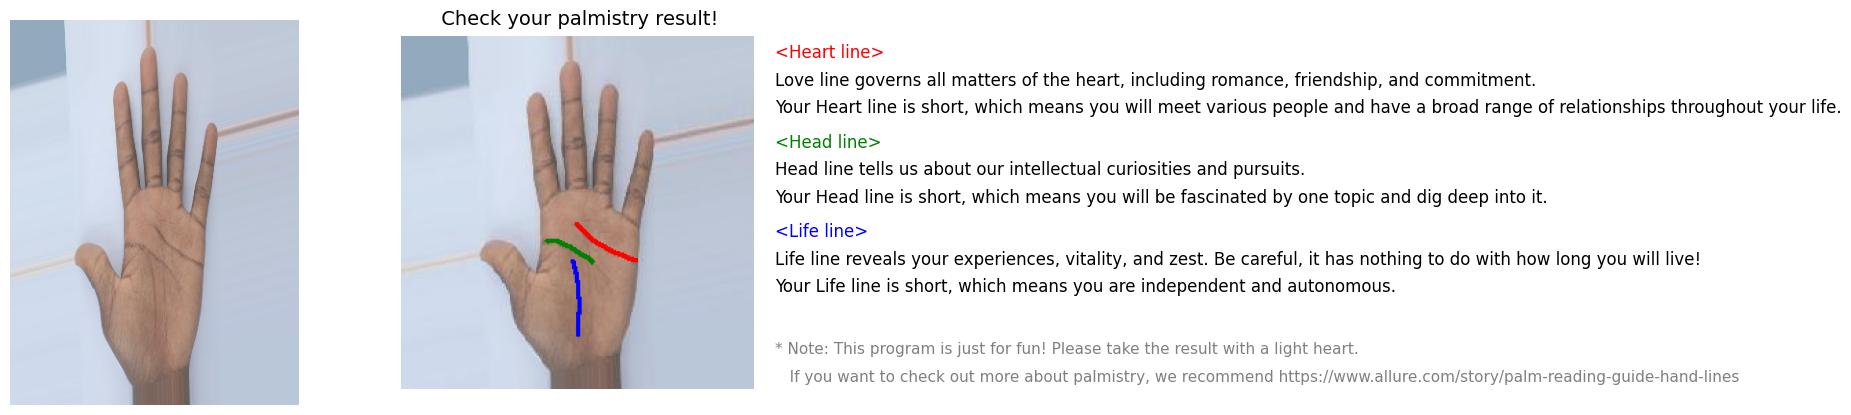 Check your palmistry result!
<Heart line>
Love line governs all matters of the heart, including romance, friendship, and commitment.
Your Heart line is short, which means you will meet various people and have a broad range of relationships throughout your life.
<Head line>
Head line tells us about our intellectual curiosities and pursuits.
Your Head line is short, which means you will be fascinated by one topic and dig deep into it.
<Life line>
Life line reveals your experiences, vitality, and zest. Be careful, it has nothing to do with how long you will live!
Your Life line is short, which means you are independent and autonomous.
* Note: This program is just for fun! Please take the result with a light heart.
If you want to check out more about palmistry, we recommend https://www.allure.com/story/palm-reading-guide-hand-lines